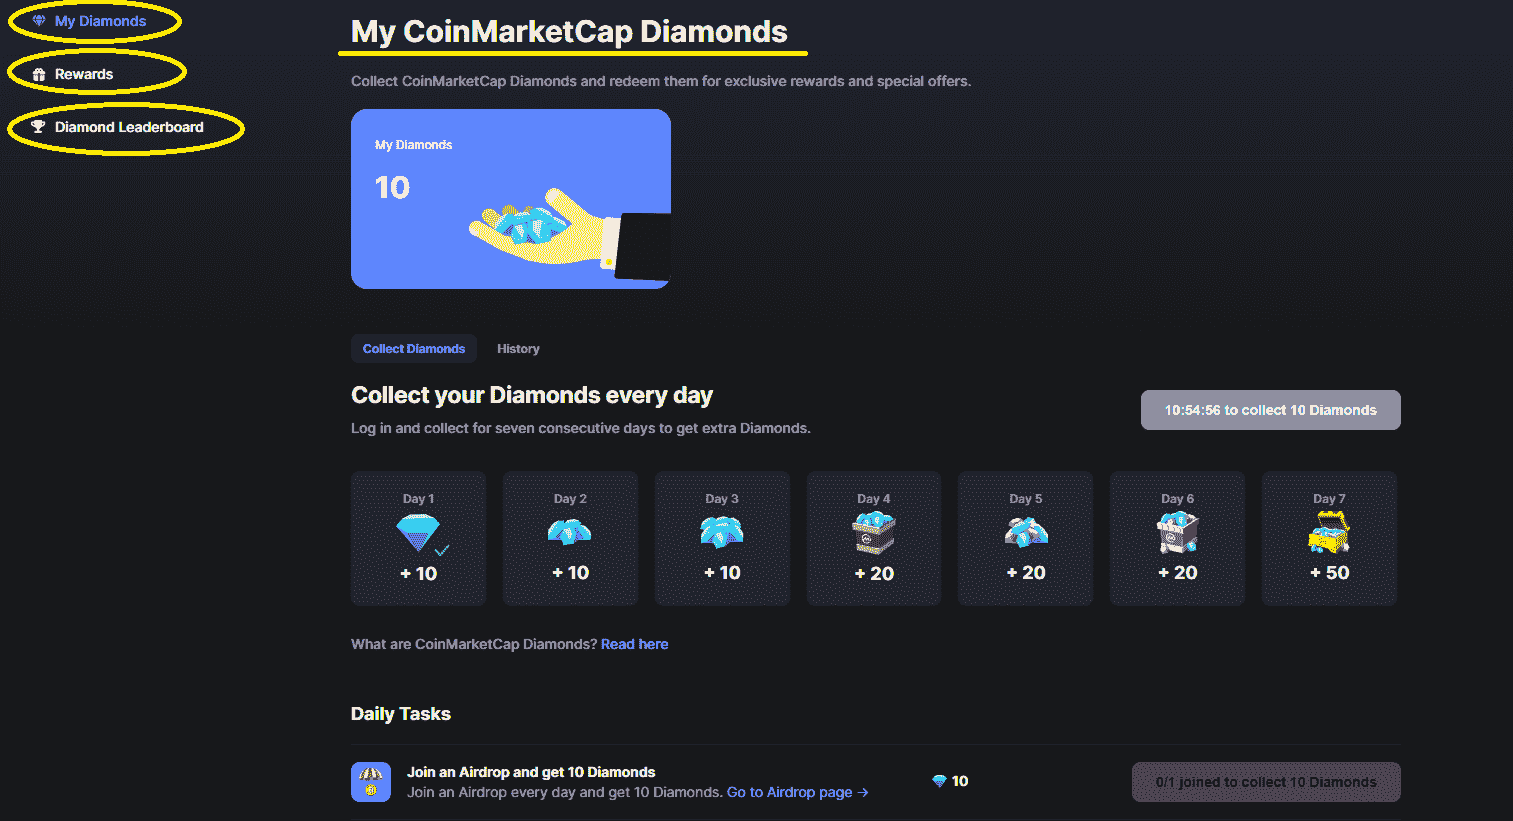 My Diamonds
Rewards
Diamond Leaderboard
My CoinMarketCap Diamonds
Collect CoinMarketCap Diamonds and redeem them for exclusive rewards and special offers.
My Diamonds
10
Collect Diamonds History
Collect your Diamonds every day
Log in and collect for seven consecutive days to get extra Diamonds.
10:54:56 to collect 10 Diamonds
Day 1 Day 2 Day 3 Day 4 Day 5 Day 6 Day 7
+ 10 + 10 + 10 + 20 + 20 + 20 + 50
What are CoinMarketCap Diamonds? Read here
Daily Tasks
Join an Airdrop and get 10 Diamonds
Join an Airdrop every day and get 10 Diamonds. Go to Airdrop page →
10
0/1 joined to collect 10 Diamonds